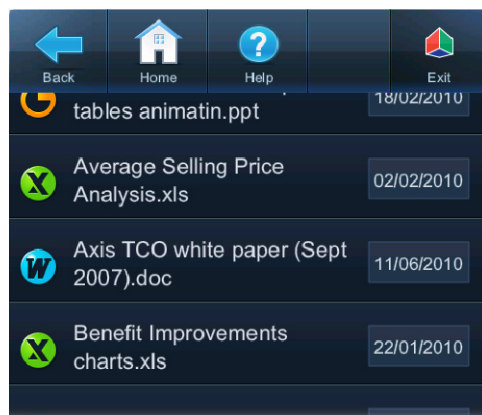 Back
Home
Help
Exit
tables animatin.ppt
18/02/2010
Average Selling Price
Analysis.xls
02/02/2010
Axis TCO white paper (Sept
2007).doc
11/06/2010
Benefit Improvements
charts.xls
22/01/2010